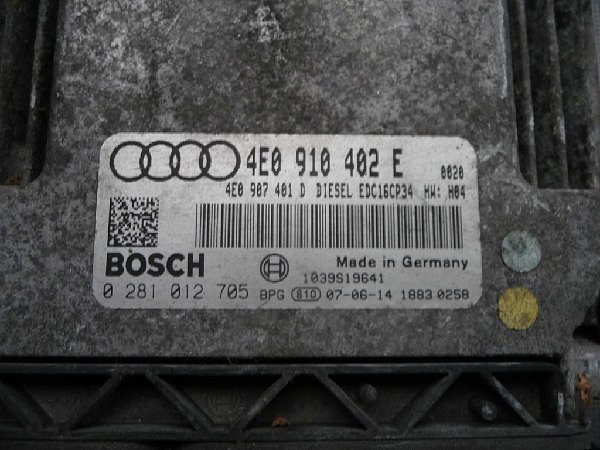 4E0 910 402 E 0020
4E0 907 401 D DIESEL EDC16CP34 HW: H04
BOSCH Made in Germany
1039S19641
0 281 012 705 BPG 810 07-06-14 1883 0258